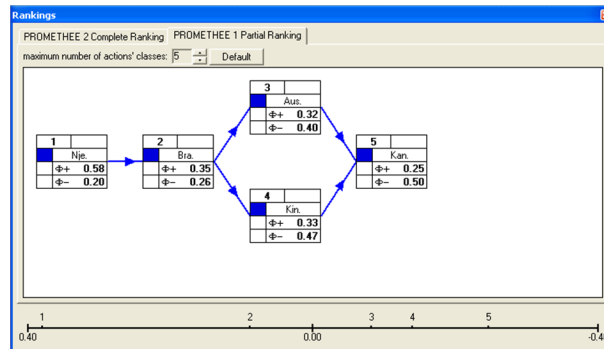 Rankings
PROMETHEE 2 Complete Ranking PROMETHEE 1 Partial Ranking
maximum number of actions' classes: 5 Default
3
Aus.
Φ+ 0.32
Φ− 0.40
1
Nje.
Φ+ 0.58
Φ− 0.20
2
Bra.
Φ+ 0.35
Φ− 0.26
5
Kan.
Φ+ 0.25
Φ− 0.50
4
Kin.
Φ+ 0.33
Φ− 0.47
1 2 3 4 5
0.40 0.00